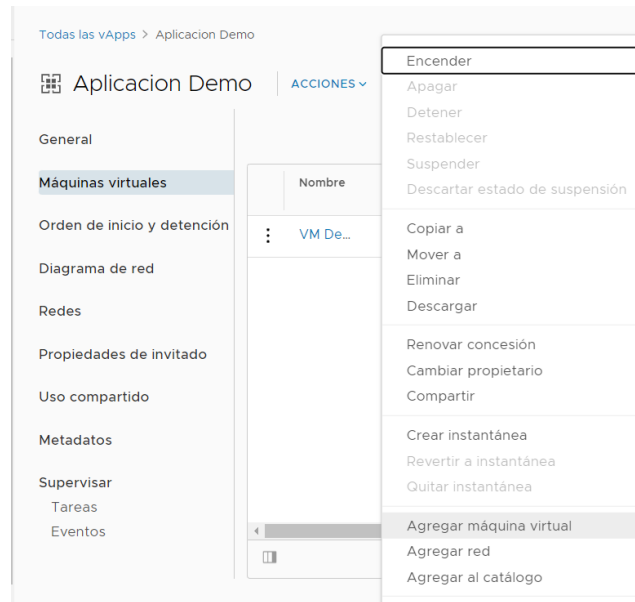 Todas las vApps > Aplicacion Demo
Aplicacion Demo
ACCIONES
General
Máquinas virtuales
Orden de inicio y detención
Diagrama de red
Redes
Propiedades de invitado
Uso compartido
Metadatos
Supervisar
Tareas
Eventos
Nombre
VM De...
Encender
Apagar
Detener
Restablecer
Suspender
Descartar estado de suspensión
Copiar a
Mover a
Eliminar
Descargar
Renovar concesión
Cambiar propietario
Compartir
Crear instantánea
Revertir a instantánea
Quitar instantánea
Agregar máquina virtual
Agregar red
Agregar al catálogo